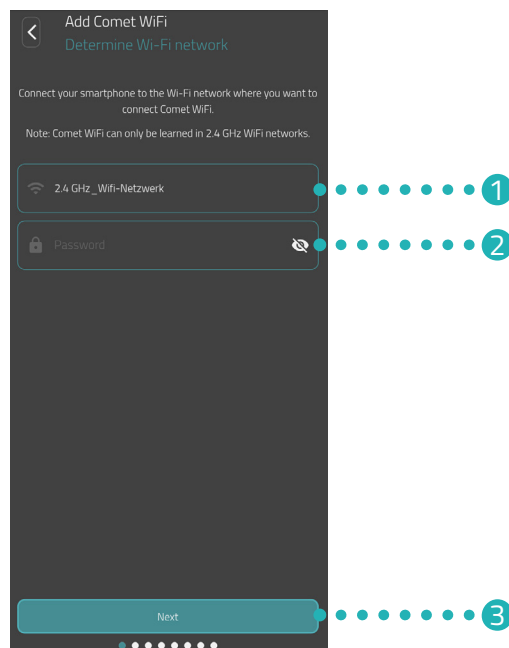 Add Comet WiFi
Determine Wi-Fi network
Connect your smartphone to the Wi-Fi network where you want to
connect Comet WiFi.
Note: Comet WiFi can only be learned in 2.4 GHz WiFi networks.
2.4 GHz_Wifi-Netzwerk
1
Password
2
Next
3